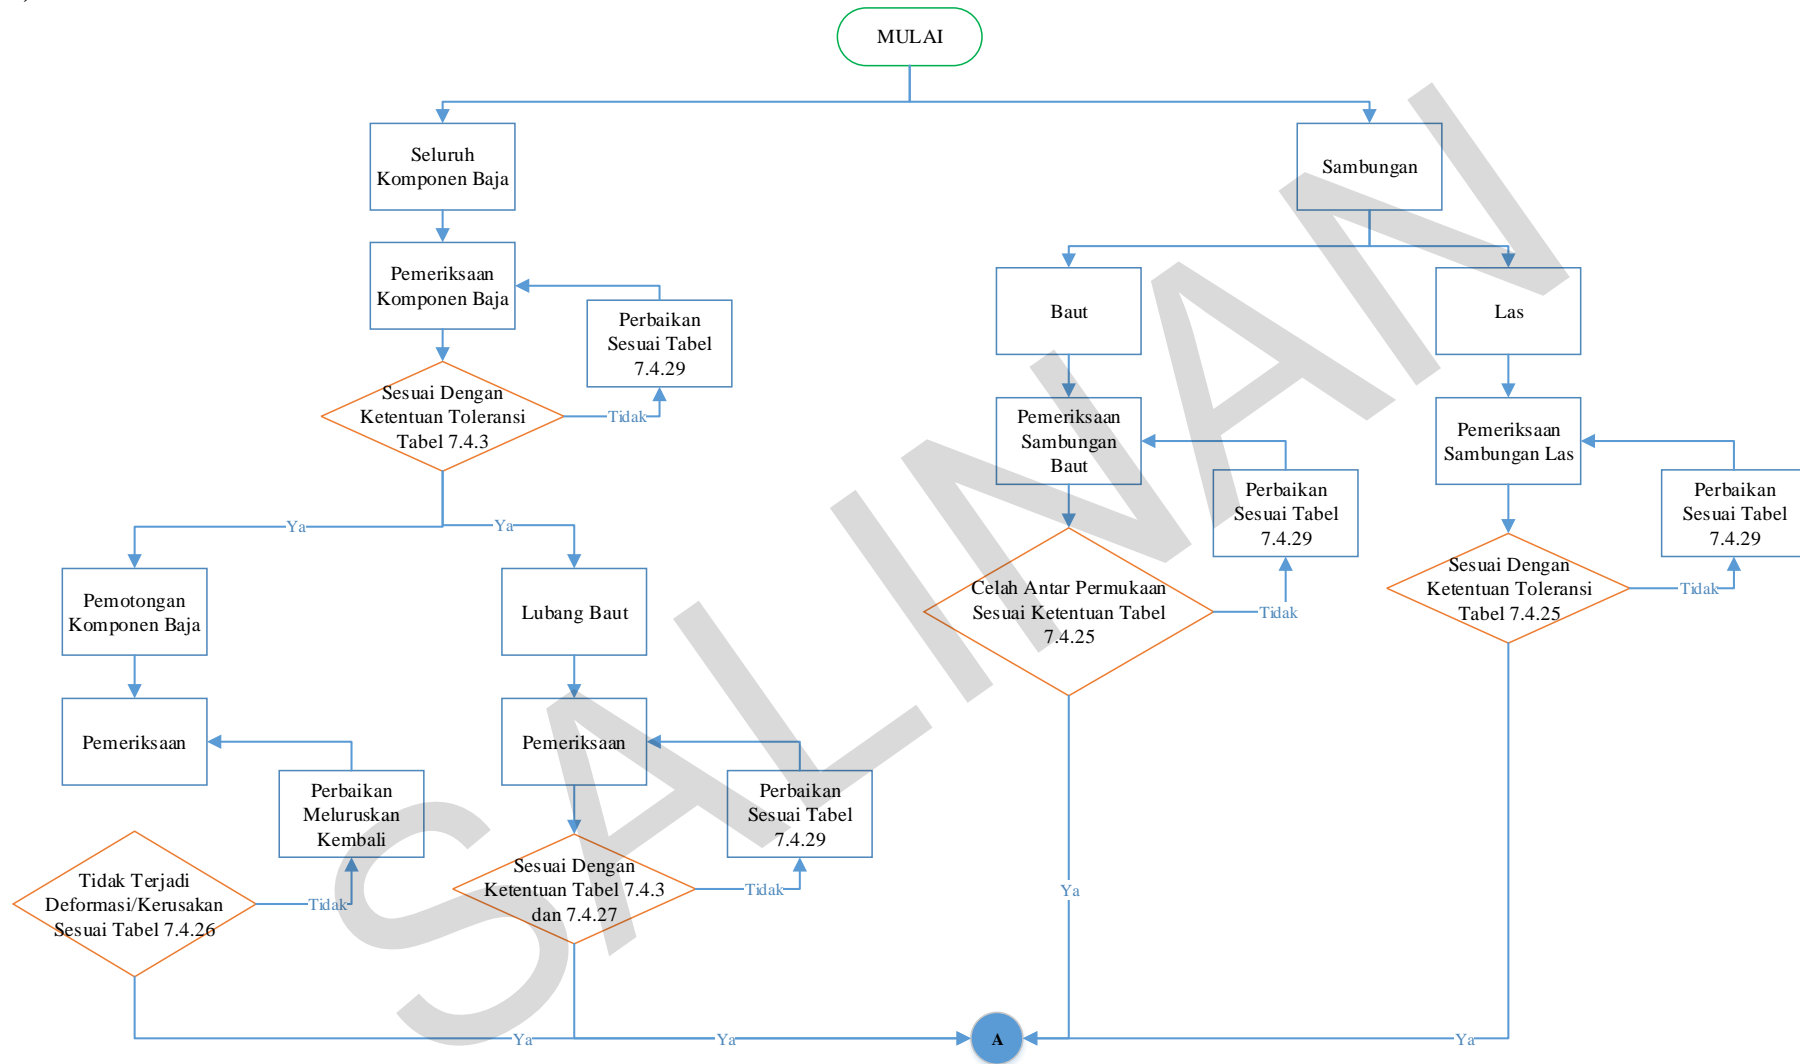 MULAI
Seluruh
Komponen Baja
Sambungan
Pemeriksaan
Komponen Baja
Perbaikan
Sesuai Tabel
7.4.29
Baut
Las
Sesuai Dengan
Ketentuan Toleransi
Tabel 7.4.3
Tidak
Pemeriksaan
Sambungan
Baut
Pemeriksaan
Sambungan Las
Perbaikan
Sesuai Tabel
7.4.29
Perbaikan
Sesuai Tabel
7.4.29
Ya
Ya
Pemotongan
Komponen Baja
Lubang Baut
Celah Antar Permukaan
Sesuai Ketentuan Tabel
7.4.25
Tidak
Sesuai Dengan
Ketentuan Toleransi
Tabel 7.4.25
Tidak
Pemeriksaan
Pemeriksaan
Perbaikan
Meluruskan
Kembali
Perbaikan
Sesuai Tabel
7.4.29
Tidak Terjadi
Deformasi/Kerusakan
Sesuai Tabel 7.4.26
Tidak
Sesuai Dengan
Ketentuan Tabel 7.4.3
dan 7.4.27
Tidak
Ya
Ya
Ya
A
Ya
SALINAN